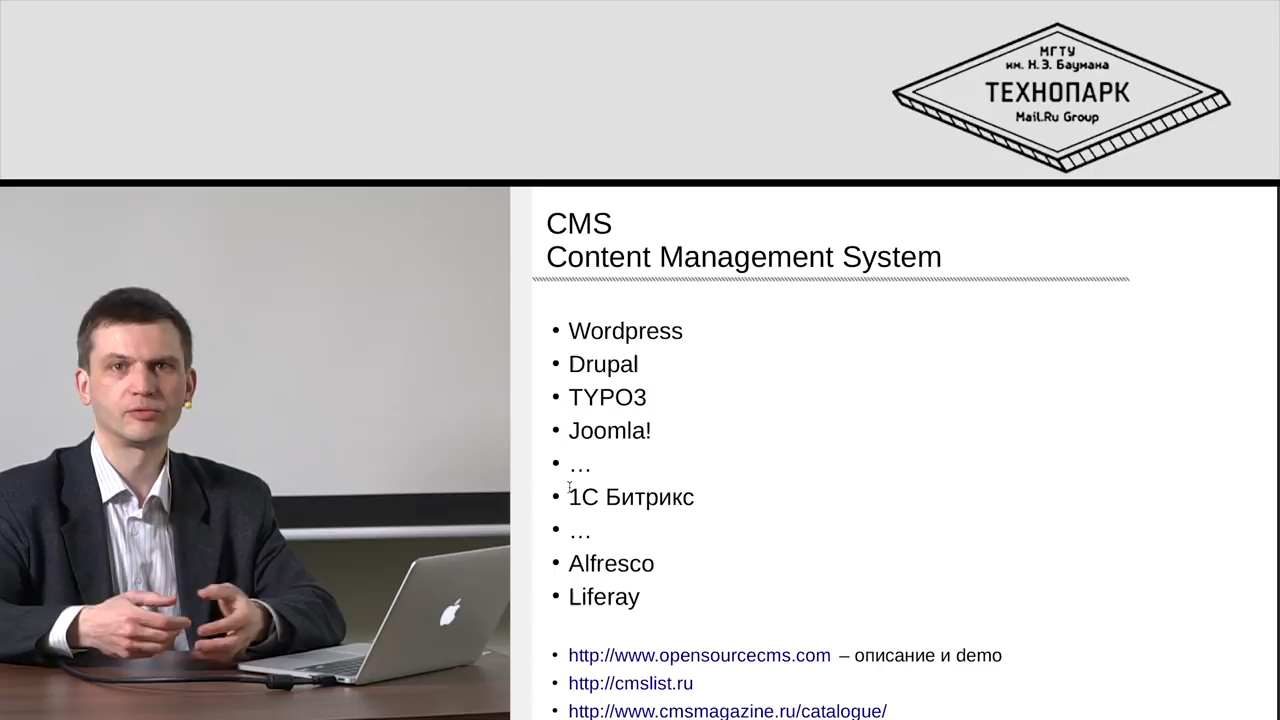 МГТУ
им. Н.Э. Баумана
ТЕХНОПАРК
Mail.Ru Group
CMS
Content Management System
• Wordpress
• Drupal
• TYPO3
• Joomla!
• …
• 1С Битрикс
• …
• Alfresco
• Liferay
• http://www.opensourcecms.com – описание и demo
• http://cmslist.ru
• http://www.cmsmagazine.ru/catalogue/